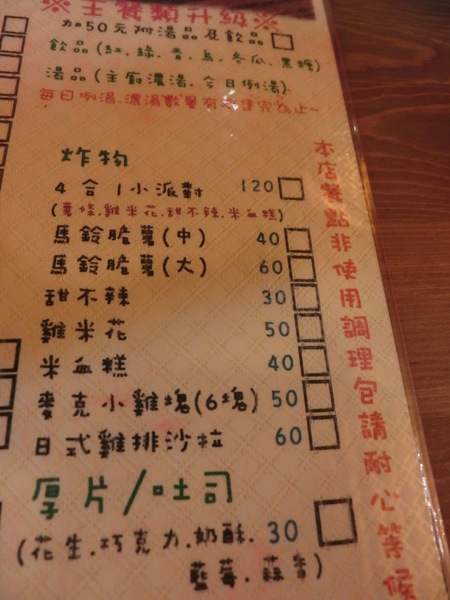 ※主餐類升級※
加50元附湯品及飲品
飲品(紅.綠.青.烏.冬瓜.黑糖)
湯品(主廚濃湯.今日例湯)
每日例湯.濃湯數量有限售完為止~
炸物
4合1小派對 120
(薯條.雞米花.甜不辣.米血糕)
馬鈴脆薯(中) 40
馬鈴脆薯(大) 60
甜不辣 30
雞米花 50
米血糕 40
麥克小雞塊(6塊) 50
日式雞排沙拉 60
厚片/吐司
(花生.巧克力.奶酥. 30
藍莓.蒜香)
本店餐點非使用調理包請耐心等候